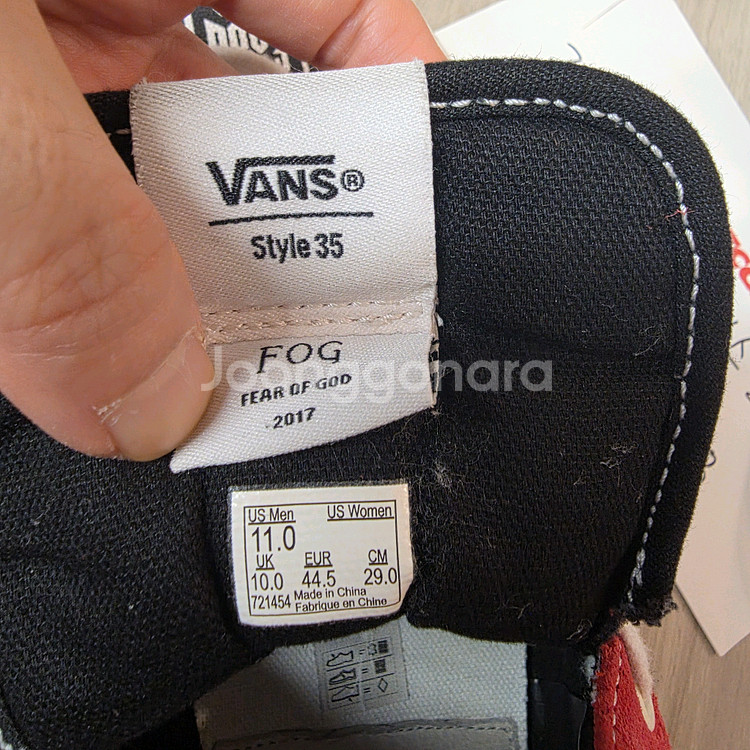 VANS®
Style 35
FOG
FEAR OF GOD
2017
Joonggonara
US Men US Women
11.0
UK EUR CM
10.0 44.5 29.0
721454 Made in China
Fabrique en Chine